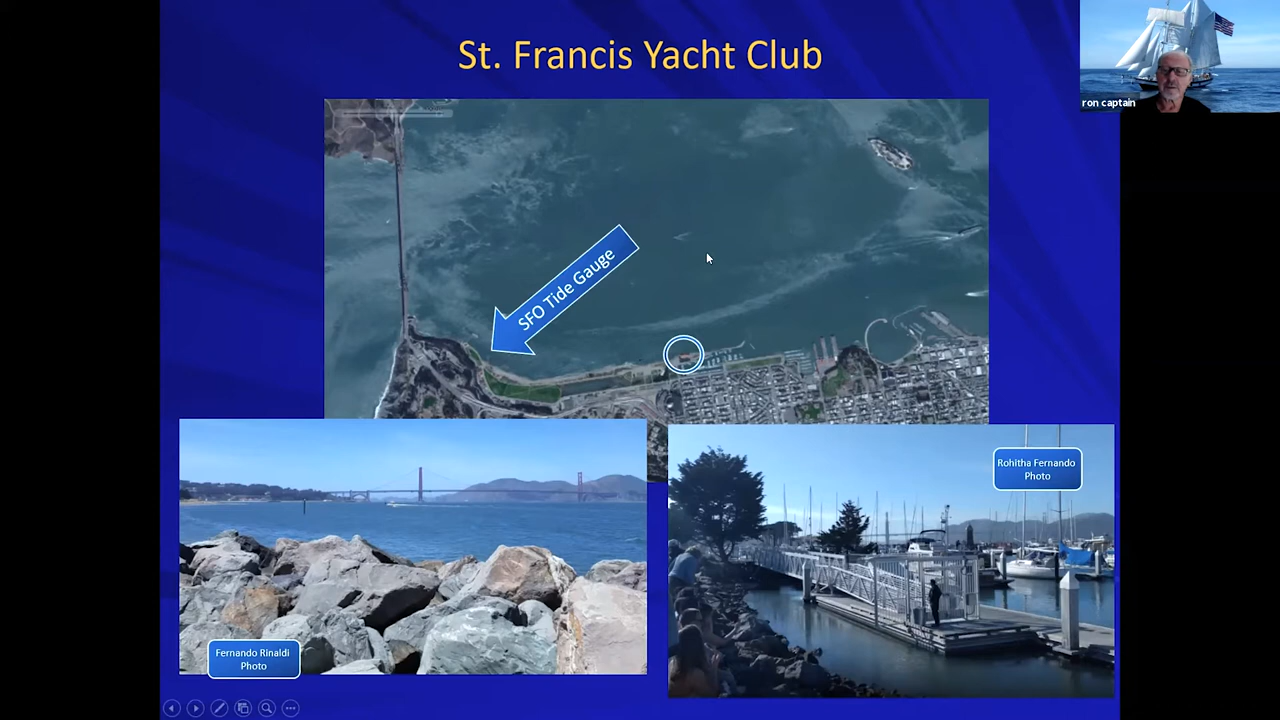 St. Francis Yacht Club
ron captain
SFO Tide Gauge
Rohitha Fernando
Photo
Fernando Rinaldi
Photo